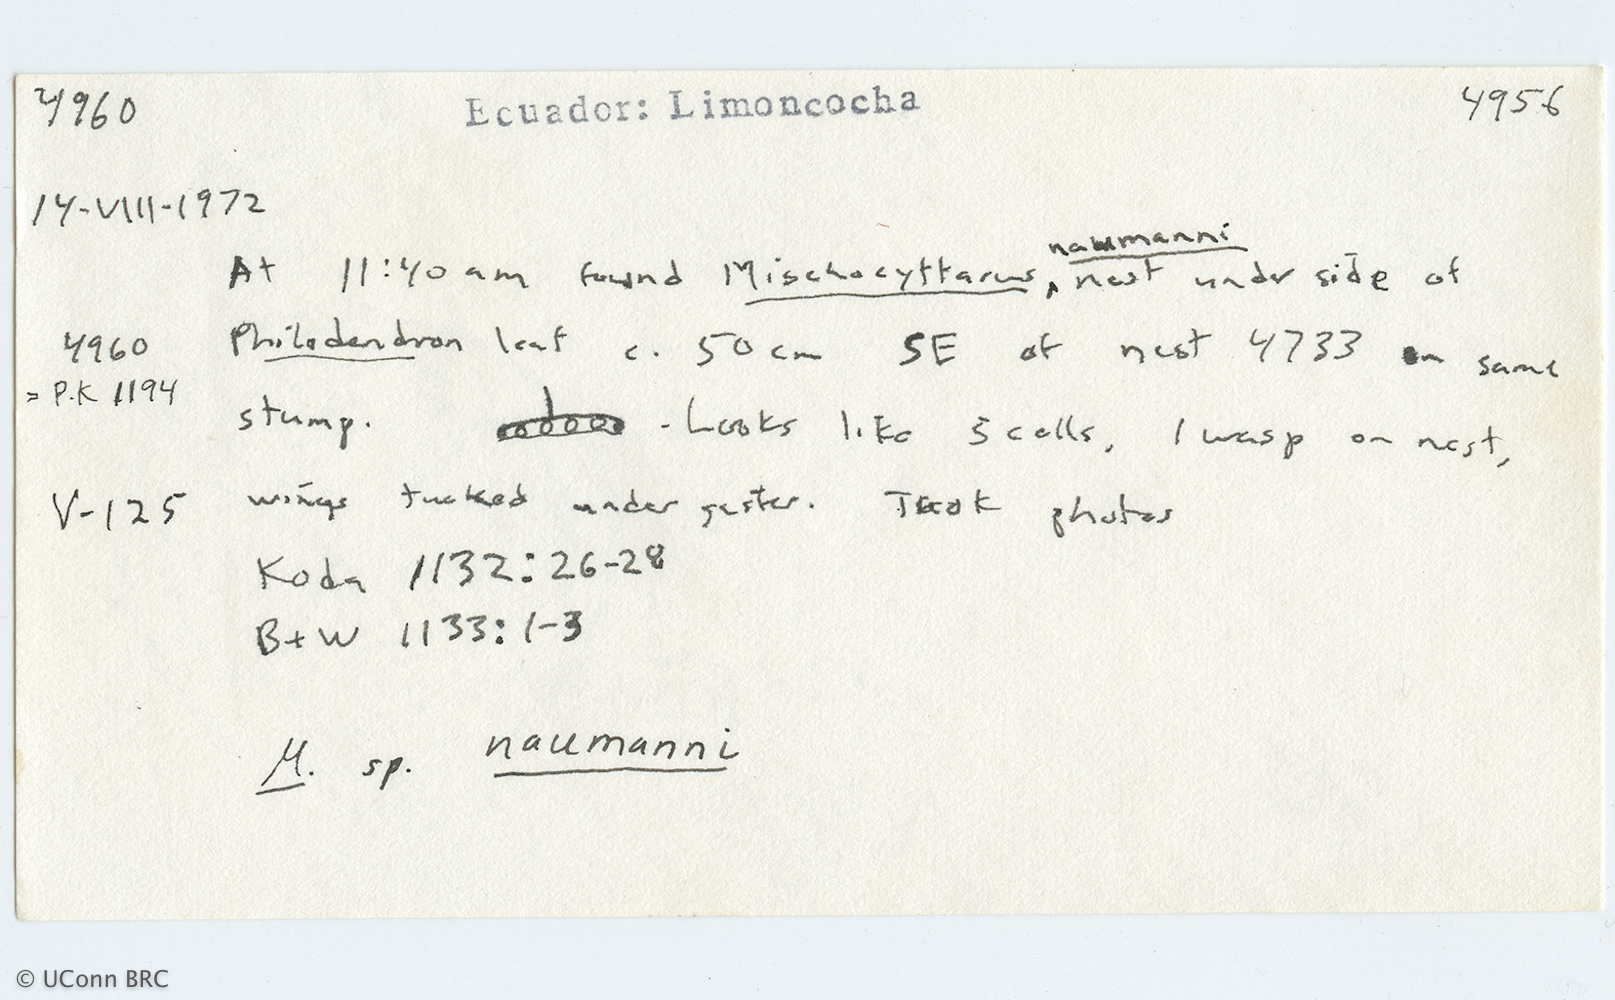 4960 Ecuador: Limoncocha 4956
14-VIII-1972
naumanni
At 11:40 am found Mischocyttarus, nest under side of
4960 Philodendron leaf c. 50 cm SE of nest 4733 on same
= P.K 1194
stump. - Looks like 5 cells, 1 wasp on nest,
V-125 wings tucked under gaster. Took photos
Koda 1132:26-28
B+W 1133:1-3
M. sp. naumanni
© UConn BRC